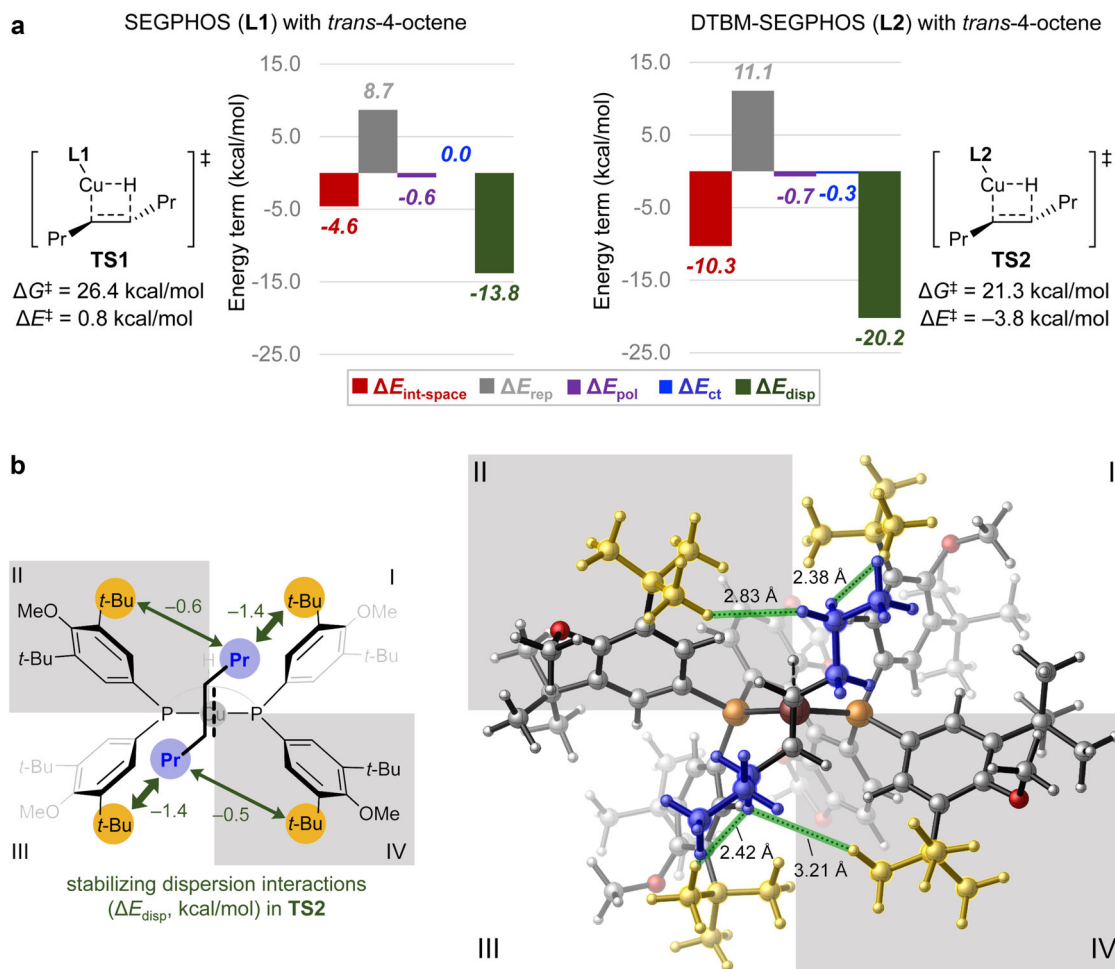 a
SEGPHOS (L1) with trans-4-octene
DTBM-SEGPHOS (L2) with trans-4-octene
Energy term (kcal/mol)
15.0
5.0
-5.0
-15.0
-25.0
8.7
0.0
-0.6
-4.6
-13.8
L1
Cu
H
Pr
Pr
‡
TS1
ΔG‡ = 26.4 kcal/mol
ΔE‡ = 0.8 kcal/mol
Energy term (kcal/mol)
15.0
5.0
-5.0
-15.0
-25.0
11.1
-0.7
-0.3
-10.3
-20.2
L2
Cu
H
Pr
Pr
‡
TS2
ΔG‡ = 21.3 kcal/mol
ΔE‡ = –3.8 kcal/mol
ΔEint-space ΔErep ΔEpol ΔEct ΔEdisp
b
II
I
t-Bu
–0.6
–1.4
t-Bu
MeO
OMe
t-Bu
H
Pr
t-Bu
P
Cu
P
t-Bu
Pr
t-Bu
MeO
OMe
t-Bu
–1.4
–0.5
t-Bu
III
IV
stabilizing dispersion interactions
(ΔEdisp, kcal/mol) in TS2
II
I
2.38 Å
2.83 Å
2.42 Å
3.21 Å
III
IV